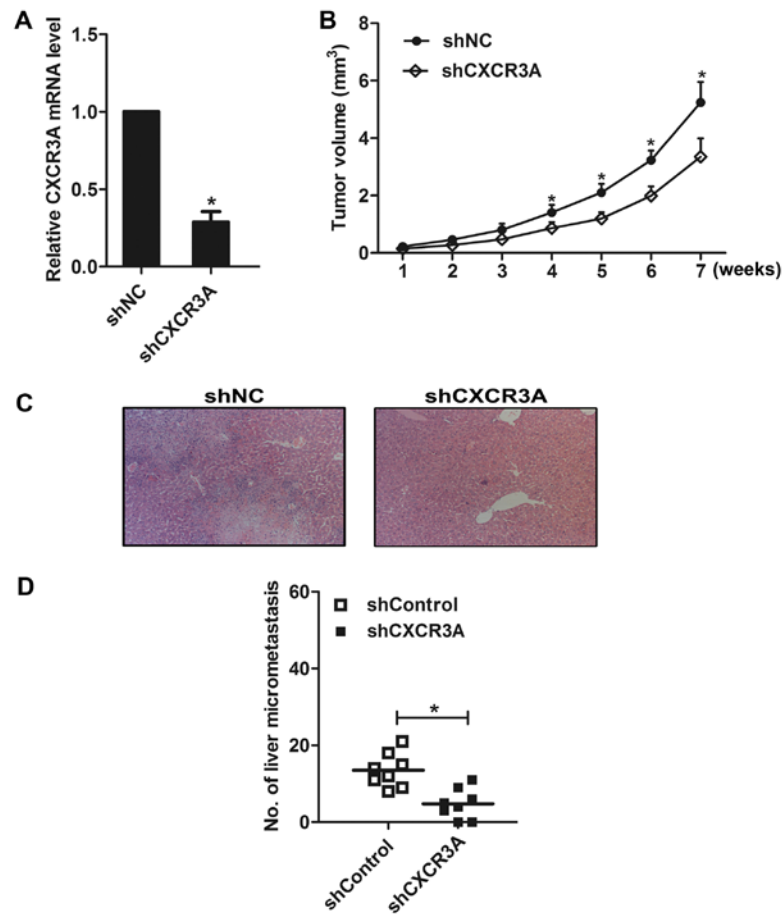 A
Relative CXCR3A mRNA level
1.5
1.0
0.5
0.0
*
shNC
shCXCR3A
B
Tumor volume (mm³)
8
6
4
2
0
shNC
shCXCR3A
*
*
*
*
1 2 3 4 5 6 7 (weeks)
C
shNC
shCXCR3A
D
No. of liver micrometastasis
60
40
20
0
shControl
shCXCR3A
*
shControl
shCXCR3A